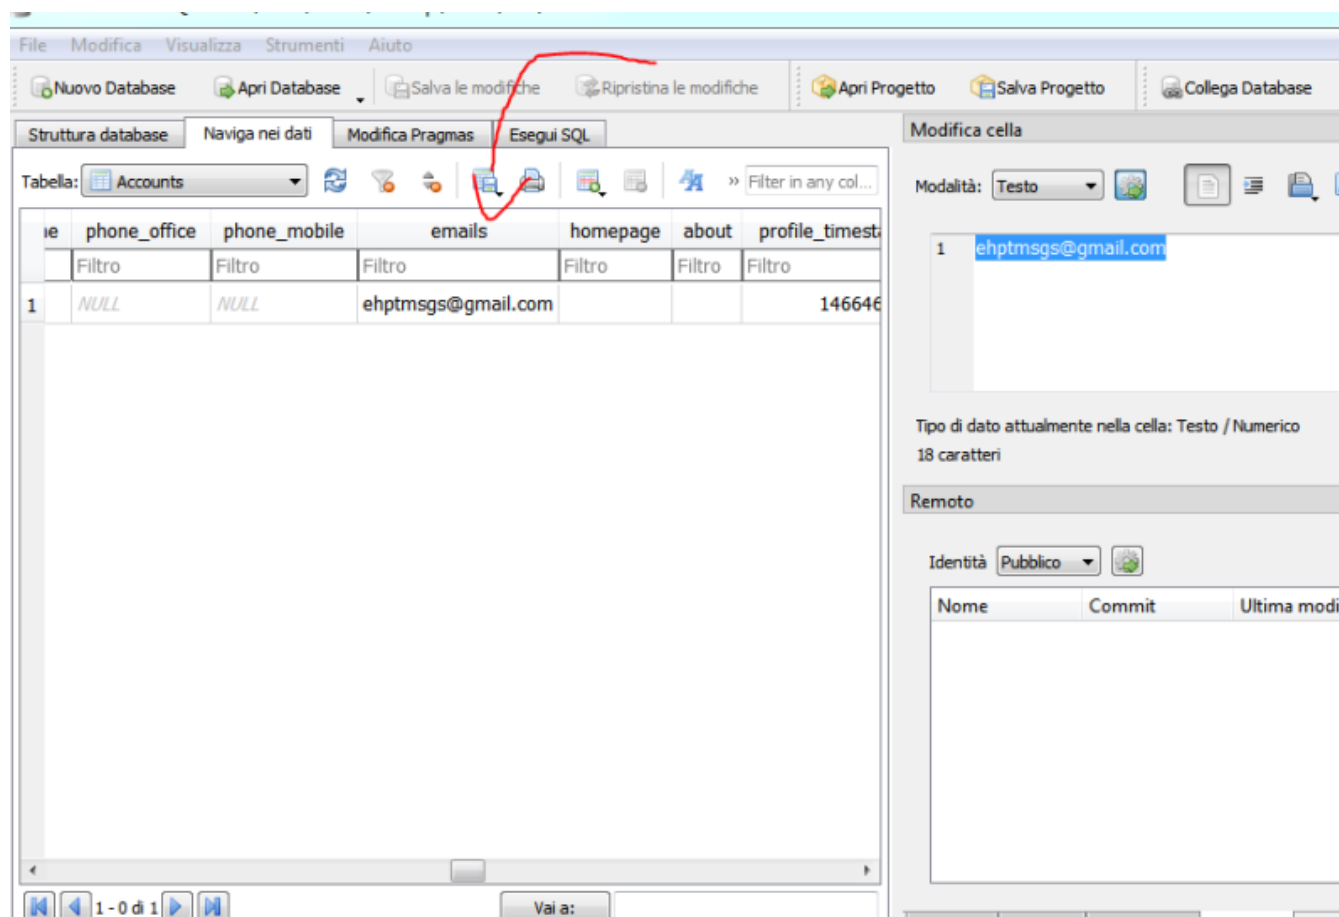 File Modifica Visualizza Strumenti Aiuto
Nuovo Database Apri Database Salva le modifiche Ripristina le modifiche Apri Progetto Salva Progetto Collega Database
Struttura database Naviga nei dati Modifica Pragmas Esegui SQL
Tabella: Accounts » Filter in any col...
phone_office phone_mobile emails homepage about
Filtro Filtro Filtro Filtro Filtro Filtro
1 NULL NULL ehptmsgs@gmail.com 146646
1 - 0 di 1 Vai a:
Modifica cella
Modalità: Testo
1 ehptmsgs@gmail.com
Tipo di dato attualmente nella cella: Testo / Numerico
18 caratteri
Remoto
Identità Pubblico
Nome Commit Ultima modi